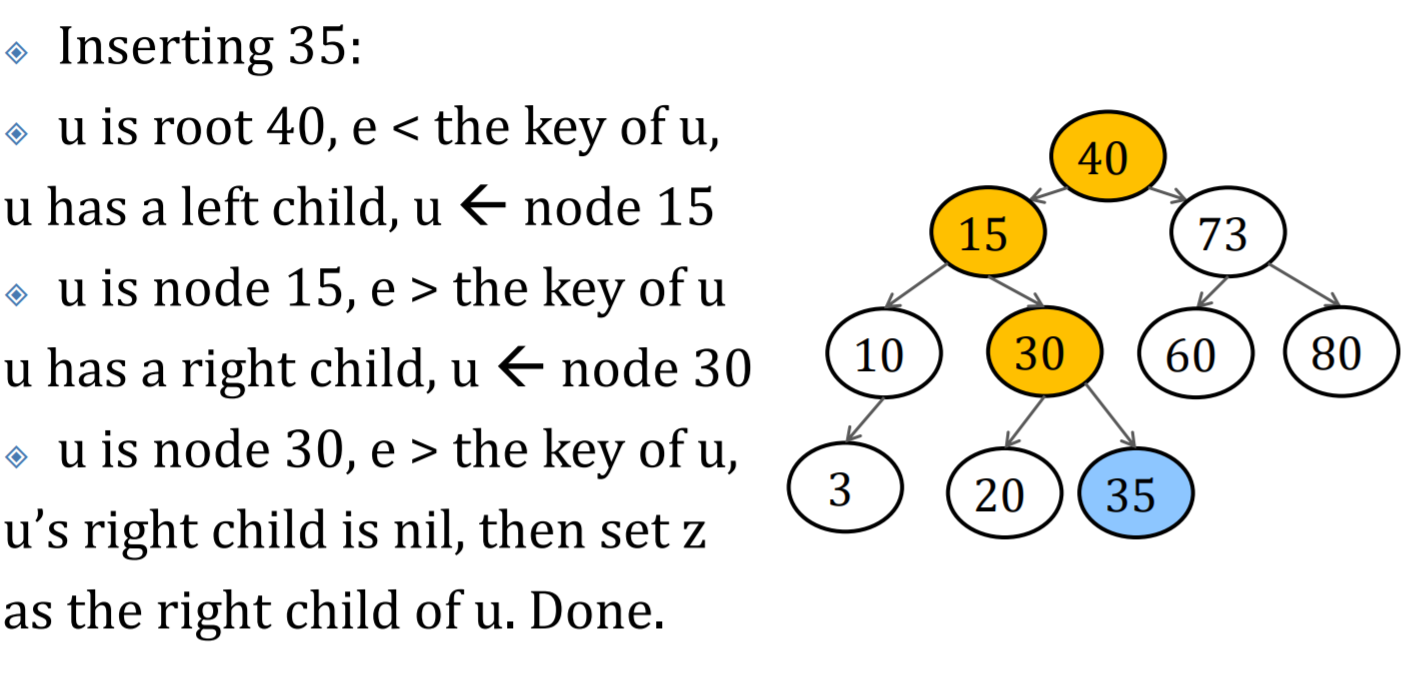 Inserting 35:
u is root 40, e < the key of u,
u has a left child, u ← node 15
u is node 15, e > the key of u
u has a right child, u ← node 30
u is node 30, e > the key of u,
u’s right child is nil, then set z
as the right child of u. Done.
40
15 73
10 30 60 80
3 20 35